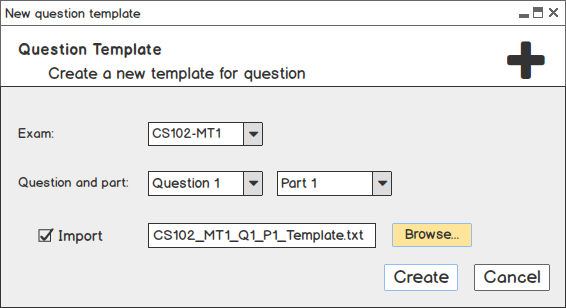 New question template
Question Template
Create a new template for question
Exam: CS102-MT1
Question and part: Question 1 Part 1
Import CS102_MT1_Q1_P1_Template.txt Browse...
Create Cancel